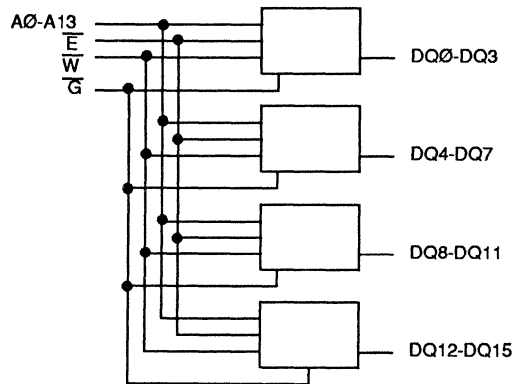 AØ-A13
E̅
W̅
G̅
DQØ-DQ3
DQ4-DQ7
DQ8-DQ11
DQ12-DQ15